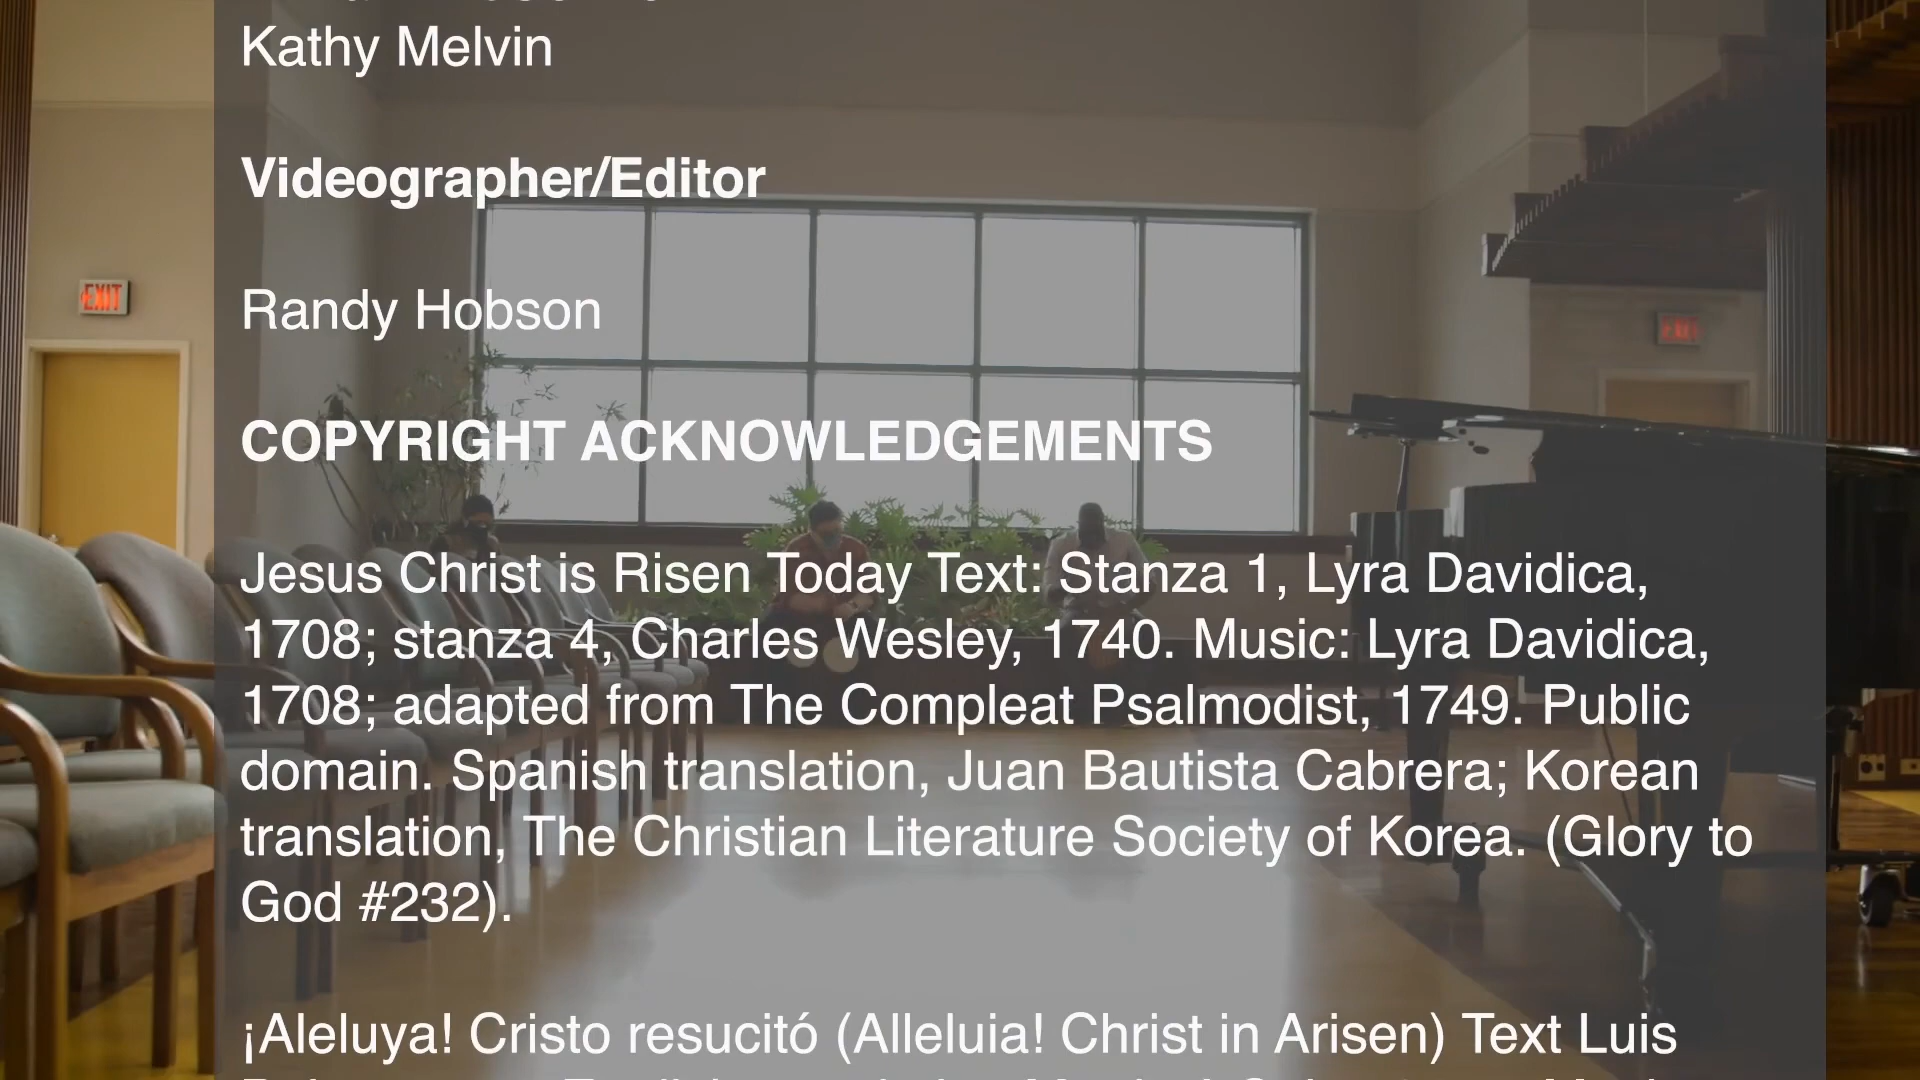 Kathy Melvin
Videographer/Editor
EXIT
Randy Hobson
EXIT
COPYRIGHT ACKNOWLEDGEMENTS
Jesus Christ is Risen Today Text: Stanza 1, Lyra Davidica,
1708; stanza 4, Charles Wesley, 1740. Music: Lyra Davidica,
1708; adapted from The Compleat Psalmodist, 1749. Public
domain. Spanish translation, Juan Bautista Cabrera; Korean
translation, The Christian Literature Society of Korea. (Glory to
God #232).
¡Aleluya! Cristo resucitó (Alleluia! Christ in Arisen) Text Luis